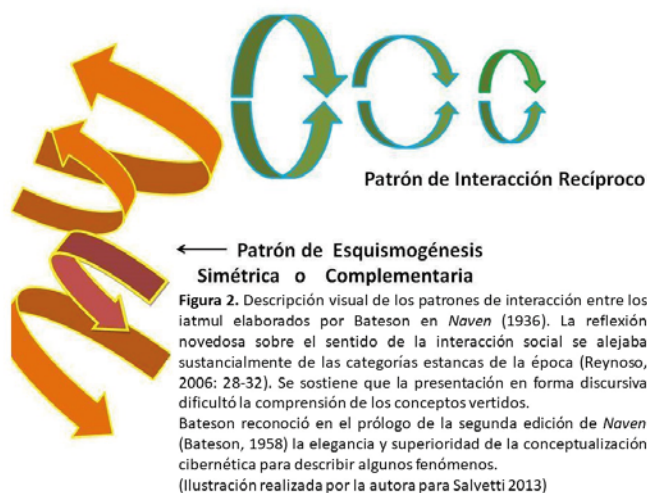 Patrón de Interacción Recíproco
Patrón de Esquismogénesis
Simétrica o Complementaria
Figura 2. Descripción visual de los patrones de interacción entre los
iatmul elaborados por Bateson en Naven (1936). La reflexión
novedosa sobre el sentido de la interacción social se alejaba
sustancialmente de las categorías estancas de la época (Reynoso,
2006: 28-32). Se sostiene que la presentación en forma discursiva
dificultó la comprensión de los conceptos vertidos.
Bateson reconoció en el prólogo de la segunda edición de Naven
(Bateson, 1958) la elegancia y superioridad de la conceptualización
cibernética para describir algunos fenómenos.
(Ilustración realizada por la autora para Salvetti 2013)